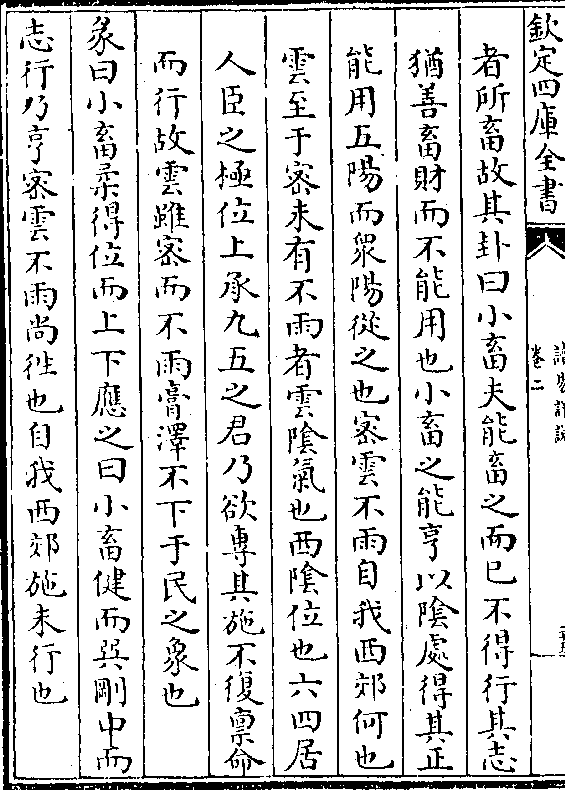 欽定四庫全書
卷二
者所畜故其卦曰小畜夫能畜之而已不得行其志
猶善畜財而不能用也小畜之能亨以陰處得其正
能用五陽而眾陽從之也密雲不雨自我西郊何也
雲至于密未有不雨者雲陰氣也西陰位也六四居
人臣之極位上承九五之君乃欲專其施不復稟命
而行故雲雖密而不雨膏澤不下于民之象也
彖曰小畜柔得位而上下應之曰小畜健而巽剛中而
志行乃亨密雲不雨尚徃也自我西郊施未行也